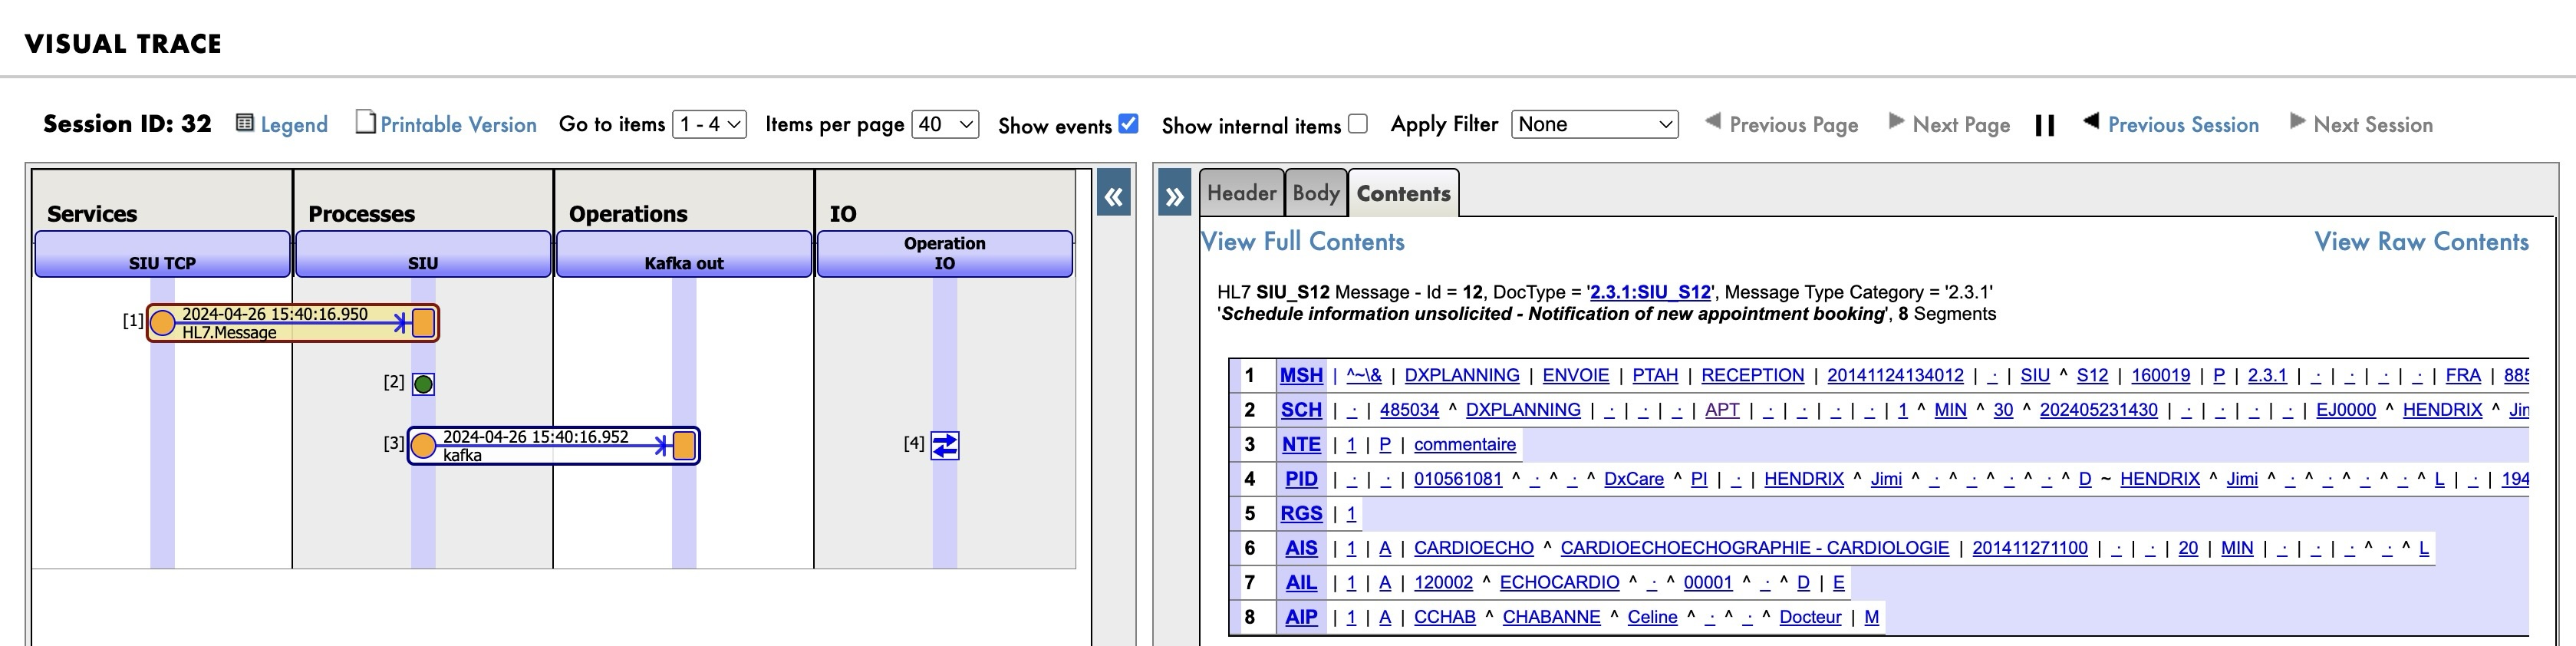 VISUAL TRACE
Session ID: 32 Legend Printable Version Go to items 1 - 4 Items per page 40 Show events Show internal items Apply Filter None Previous Page Next Page Previous Session Next Session
Services Processes Operations IO
SIU TCP SIU Kafka out Operation IO
[1] 2024-04-26 15:40:16.950
HL7.Message
[2]
[3] 2024-04-26 15:40:16.952
kafka
[4]
« »
Header Body Contents
View Full Contents View Raw Contents
HL7 SIU_S12 Message - Id = 12, DocType = '2.3.1:SIU_S12', Message Type Category = '2.3.1'
'Schedule information unsolicited - Notification of new appointment booking', 8 Segments
1 MSH | ^~\& | DXPLANNING | ENVOIE | PTAH | RECEPTION | 20141124134012 | . | SIU ^ S12 | 160019 | P | 2.3.1 | . | . | . | . | FRA | 885
2 SCH | . | 485034 ^ DXPLANNING | . | . | . | APT | . | . | . | . | 1 ^ MIN ^ 30 ^ 202405231430 | . | . | . | . | EJ0000 ^ HENDRIX ^ Jim
3 NTE | 1 | P | commentaire
4 PID | . | . | 010561081 ^ . ^ . ^ DxCare ^ PI | . | HENDRIX ^ Jimi ^ . ^ . ^ . ^ . ^ D ~ HENDRIX ^ Jimi ^ . ^ . ^ . ^ . ^ L | . | 194
5 RGS | 1
6 AIS | 1 | A | CARDIOECHO ^ CARDIOECHOECHOGRAPHIE - CARDIOLOGIE | 201411271100 | . | . | 20 | MIN | . | . | . ^ . ^ L
7 AIL | 1 | A | 120002 ^ ECHOCARDIO ^ . ^ 00001 ^ . ^ D | E
8 AIP | 1 | A | CCHAB ^ CHABANNE ^ Celine ^ . ^ . ^ Docteur | M